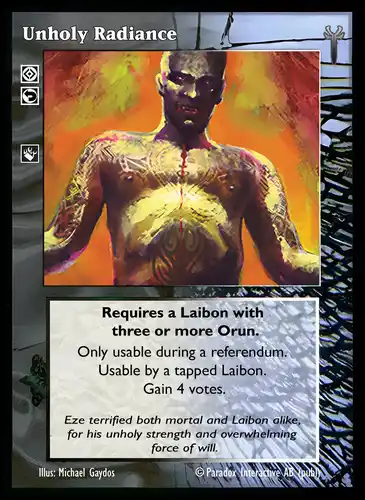 Unholy Radiance
Requires a Laibon with
three or more Orun.
Only usable during a referendum.
Usable by a tapped Laibon.
Gain 4 votes.
Eze terrified both mortal and Laibon alike,
for his unholy strength and overwhelming
force of will.
Illus: Michael Gaydos
© Paradox Interactive AB (publ)